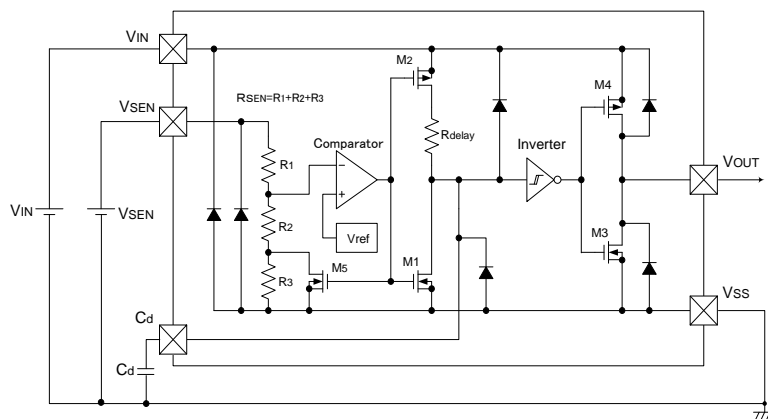 VIN
M2
M4
VSEN
RSEN=R1+R2+R3
Comparator
Rdelay
Inverter
R1
VOUT
VIN
VSEN
R2
Vref
M3
M5
M1
R3
VSS
Cd
Cd